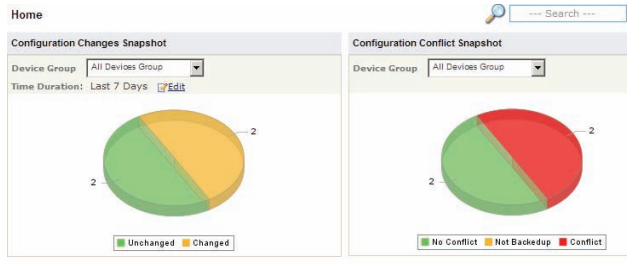 Home
--- Search ---
Configuration Changes Snapshot
Device Group All Devices Group
Time Duration: Last 7 Days Edit
2
2
Unchanged Changed
Configuration Conflict Snapshot
Device Group All Devices Group
2
2
No Conflict Not Backedup Conflict